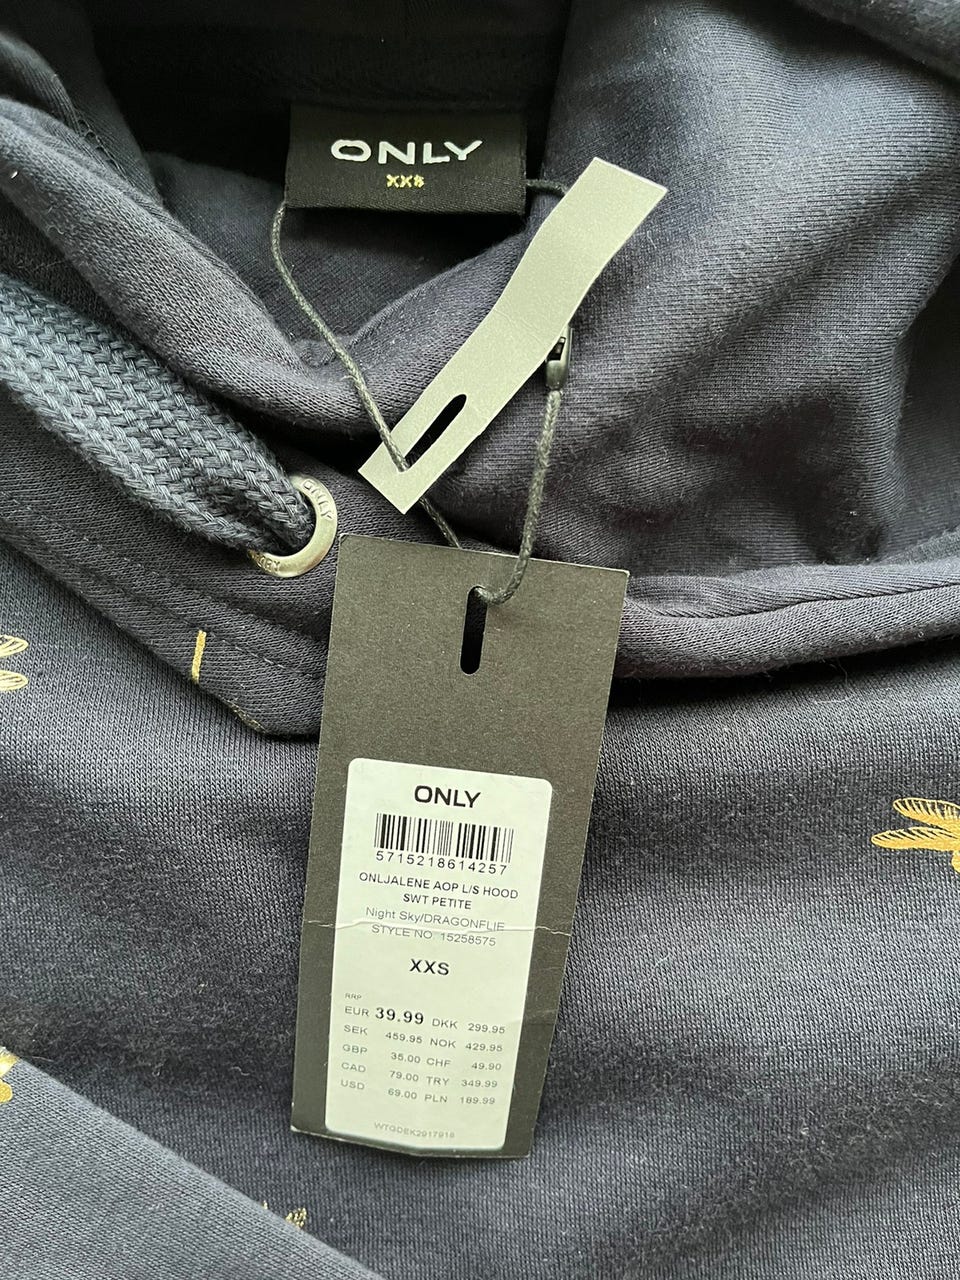 ONLY
XXS
ONLY
ONLY
5715218614257
ONLJALENE AOP L/S HOOD
SWT PETITE
Night Sky/DRAGONFLIE
STYLE NO. 15258575
XXS
RRP
EUR 39.99 DKK 299.95
SEK 459.95 NOK 429.95
GBP 35.00 CHF 49.90
CAD 79.00 TRY 349.99
USD 69.00 PLN 189.99
WTGDEK2917918